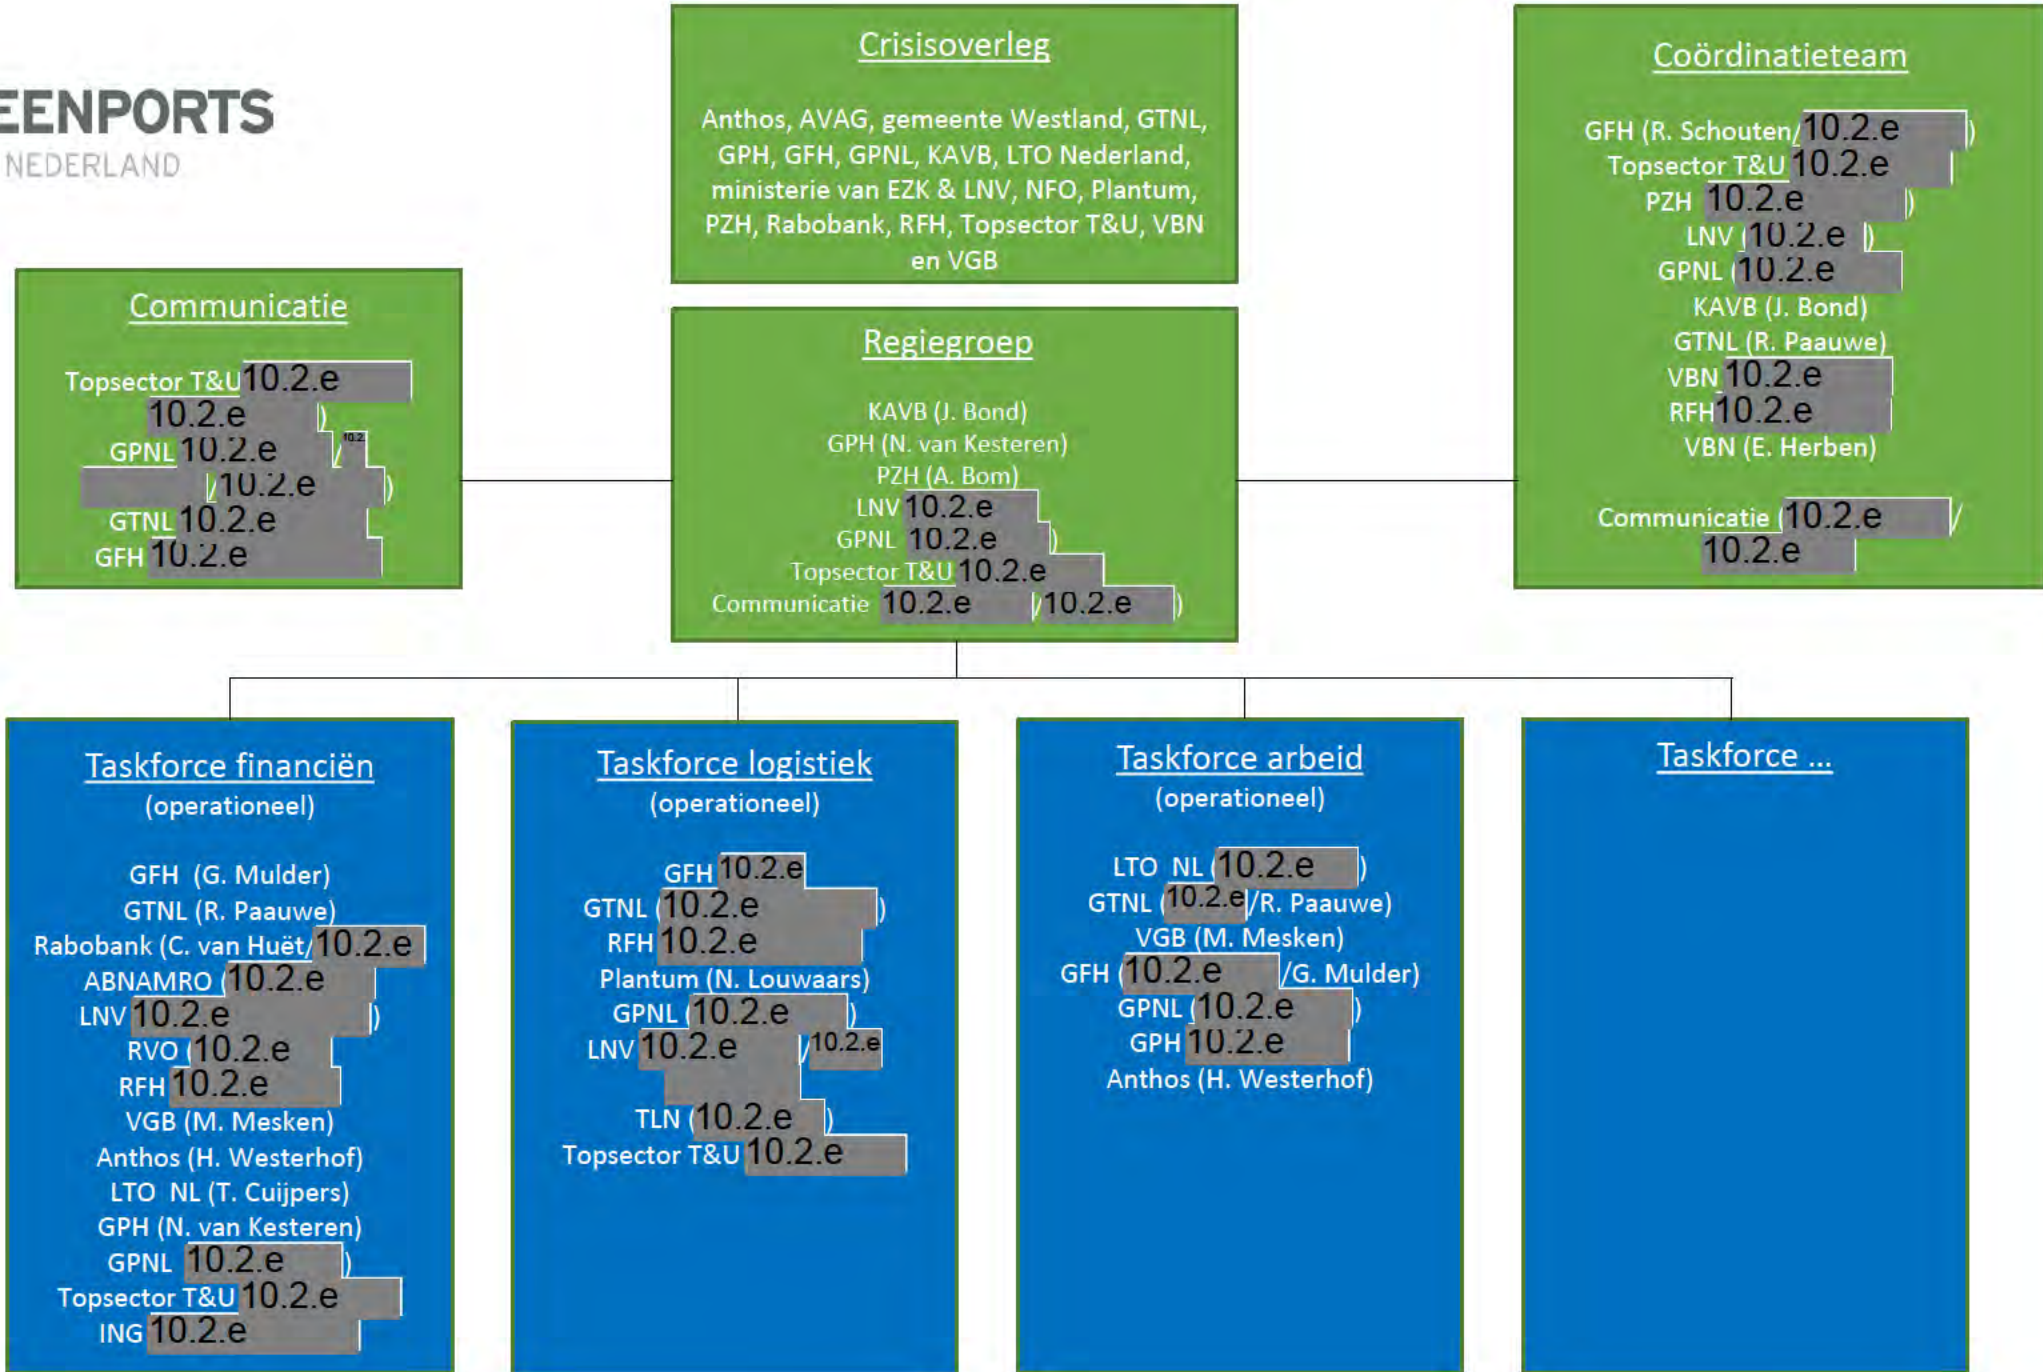 EENPORTS
NEDERLAND
Crisisoverleg
Anthos, AVAG, gemeente Westland, GTNL,
GPH, GFH, GPNL, KAVB, LTO Nederland,
ministerie van EZK & LNV, NFO, Plantum,
PZH, Rabobank, RFH, Topsector T&U, VBN
en VGB
Coördinatieteam
GFH (R. Schouten/10.2.e)
Topsector T&U 10.2.e
PZH 10.2.e )
LNV (10.2.e )
GPNL (10.2.e
KAVB (J. Bond)
GTNL (R. Paauwe)
VBN 10.2.e
RFH 10.2.e
VBN (E. Herben)
Communicatie (10.2.e /
10.2.e
Communicatie
Topsector T&U 10.2.e
10.2.e )
GPNL 10.2.e /10.2.
/10.2.e )
GTNL 10.2.e
GFH 10.2.e
Regiegroep
KAVB (J. Bond)
GPH (N. van Kesteren)
PZH (A. Bom)
LNV 10.2.e
GPNL 10.2.e )
Topsector T&U 10.2.e
Communicatie 10.2.e /10.2.e )
Taskforce financiën
(operationeel)
GFH (G. Mulder)
GTNL (R. Paauwe)
Rabobank (C. van Huët/10.2.e
ABNAMRO (10.2.e
LNV 10.2.e )
RVO (10.2.e
RFH 10.2.e
VGB (M. Mesken)
Anthos (H. Westerhof)
LTO NL (T. Cuijpers)
GPH (N. van Kesteren)
GPNL 10.2.e )
Topsector T&U 10.2.e
ING 10.2.e
Taskforce logistiek
(operationeel)
GFH 10.2.e
GTNL (10.2.e )
RFH 10.2.e
Plantum (N. Louwaars)
GPNL (10.2.e )
LNV 10.2.e /10.2.e
TLN (10.2.e )
Topsector T&U 10.2.e
Taskforce arbeid
(operationeel)
LTO NL (10.2.e )
GTNL (10.2.e/R. Paauwe)
VGB (M. Mesken)
GFH (10.2.e /G. Mulder)
GPNL (10.2.e )
GPH 10.2.e
Anthos (H. Westerhof)
Taskforce ...